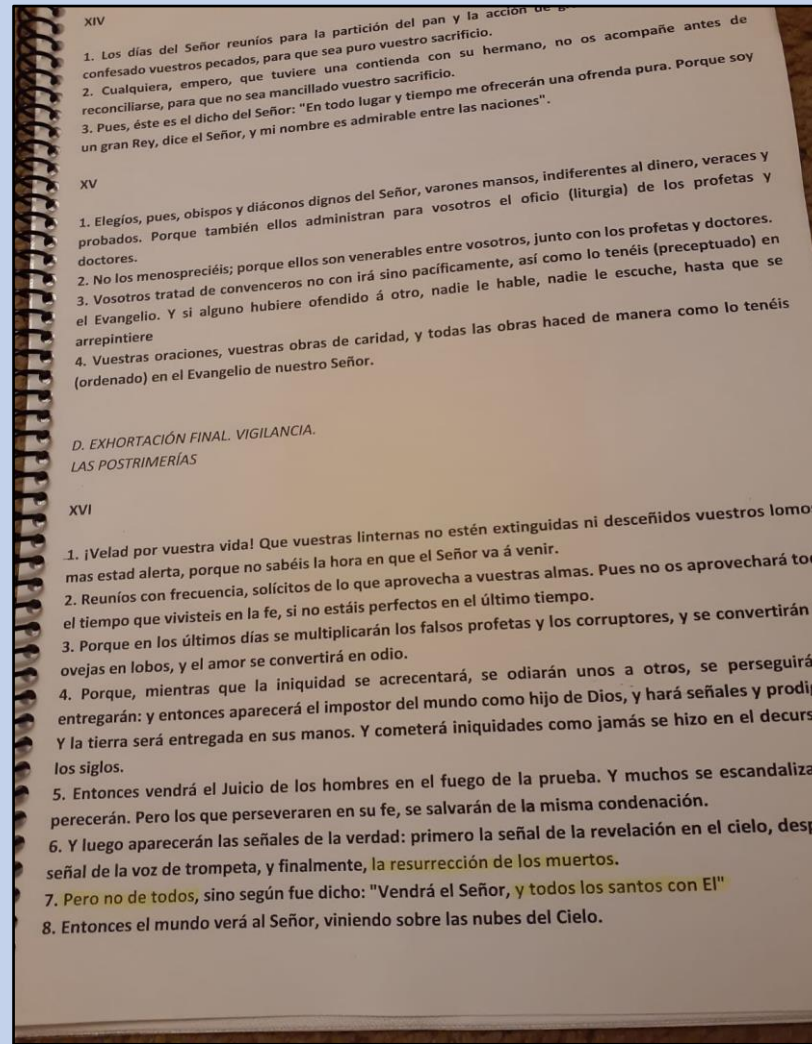 XIV
1. Los días del Señor reuníos para la partición del pan y la acción de
confesado vuestros pecados, para que sea puro vuestro sacrificio.
2. Cualquiera, empero, que tuviere una contienda con su hermano, no os acompañe antes de
reconciliarse, para que no sea mancillado vuestro sacrificio.
3. Pues, éste es el dicho del Señor: "En todo lugar y tiempo me ofrecerán una ofrenda pura. Porque soy
un gran Rey, dice el Señor, y mi nombre es admirable entre las naciones".
XV
1. Elegíos, pues, obispos y diáconos dignos del Señor, varones mansos, indiferentes al dinero, veraces y
probados. Porque también ellos administran para vosotros el oficio (liturgia) de los profetas y
doctores.
2. No los menospreciéis; porque ellos son venerables entre vosotros, junto con los profetas y doctores.
3. Vosotros tratad de convenceros no con irá sino pacíficamente, así como lo tenéis (preceptuado) en
el Evangelio. Y si alguno hubiere ofendido á otro, nadie le hable, nadie le escuche, hasta que se
arrepintiere
4. Vuestras oraciones, vuestras obras de caridad, y todas las obras haced de manera como lo tenéis
(ordenado) en el Evangelio de nuestro Señor.
D. EXHORTACIÓN FINAL. VIGILANCIA.
LAS POSTRIMERÍAS
XVI
1. ¡Velad por vuestra vida! Que vuestras linternas no estén extinguidas ni desceñidos vuestros lomo
mas estad alerta, porque no sabéis la hora en que el Señor va á venir.
2. Reuníos con frecuencia, solícitos de lo que aprovecha a vuestras almas. Pues no os aprovechará to
el tiempo que vivisteis en la fe, si no estáis perfectos en el último tiempo.
3. Porque en los últimos días se multiplicarán los falsos profetas y los corruptores, y se convertirán
ovejas en lobos, y el amor se convertirá en odio.
4. Porque, mientras que la iniquidad se acrecentará, se odiarán unos a otros, se perseguirá
entregarán: y entonces aparecerá el impostor del mundo como hijo de Dios, y hará señales y prodi
Y la tierra será entregada en sus manos. Y cometerá iniquidades como jamás se hizo en el decurs
los siglos.
5. Entonces vendrá el Juicio de los hombres en el fuego de la prueba. Y muchos se escandaliza
perecerán. Pero los que perseveraren en su fe, se salvarán de la misma condenación.
6. Y luego aparecerán las señales de la verdad: primero la señal de la revelación en el cielo, desp
señal de la voz de trompeta, y finalmente, la resurrección de los muertos.
7. Pero no de todos, sino según fue dicho: "Vendrá el Señor, y todos los santos con El"
8. Entonces el mundo verá al Señor, viniendo sobre las nubes del Cielo.